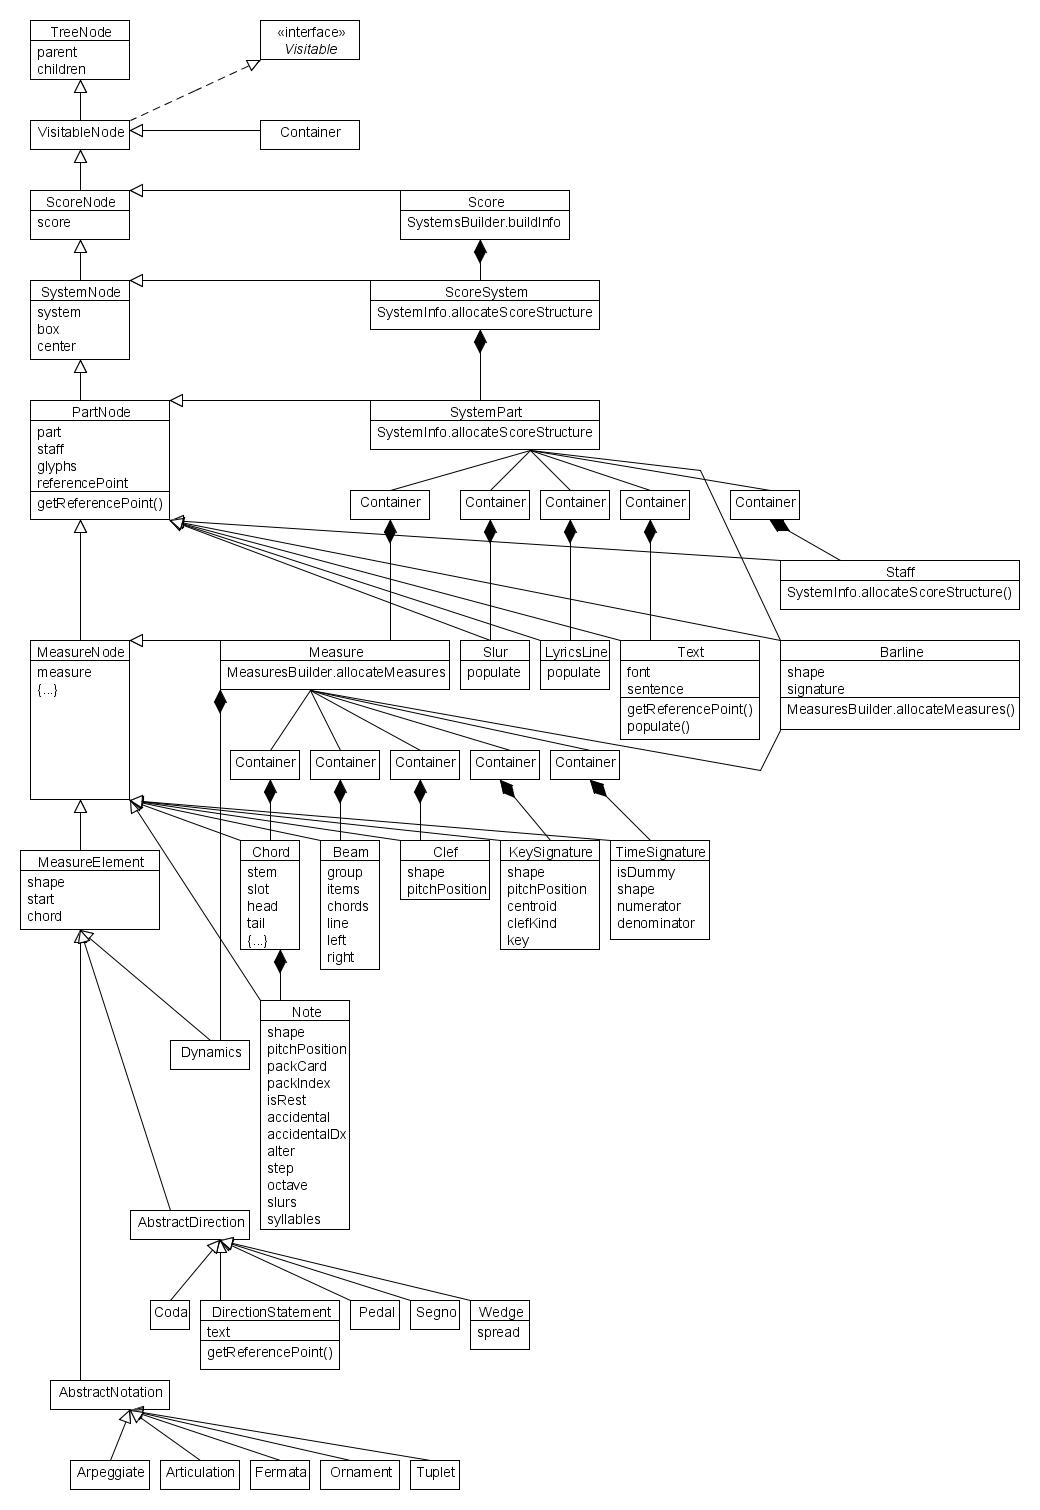 TreeNode
parent
children
«interface»
Visitable
VisitableNode
Container
ScoreNode
score
Score
SystemsBuilder.buildInfo
SystemNode
system
box
center
ScoreSystem
SystemInfo.allocateScoreStructure
PartNode
part
staff
glyphs
referencePoint
getReferencePoint()
SystemPart
SystemInfo.allocateScoreStructure
Container
Container
Container
Container
Container
Staff
SystemInfo.allocateScoreStructure()
MeasureNode
measure
{...}
Measure
MeasuresBuilder.allocateMeasures
Slur
populate
LyricsLine
populate
Text
font
sentence
getReferencePoint()
populate()
Barline
shape
signature
MeasuresBuilder.allocateMeasures()
Container
Container
Container
Container
Container
MeasureElement
shape
start
chord
Chord
stem
slot
head
tail
{...}
Beam
group
items
chords
line
left
right
Clef
shape
pitchPosition
KeySignature
shape
pitchPosition
centroid
clefKind
key
TimeSignature
isDummy
shape
numerator
denominator
Dynamics
Note
shape
pitchPosition
packCard
packIndex
isRest
accidental
accidentalDx
alter
step
octave
slurs
syllables
AbstractDirection
Coda
DirectionStatement
text
getReferencePoint()
Pedal
Segno
Wedge
spread
AbstractNotation
Arpeggiate
Articulation
Fermata
Ornament
Tuplet